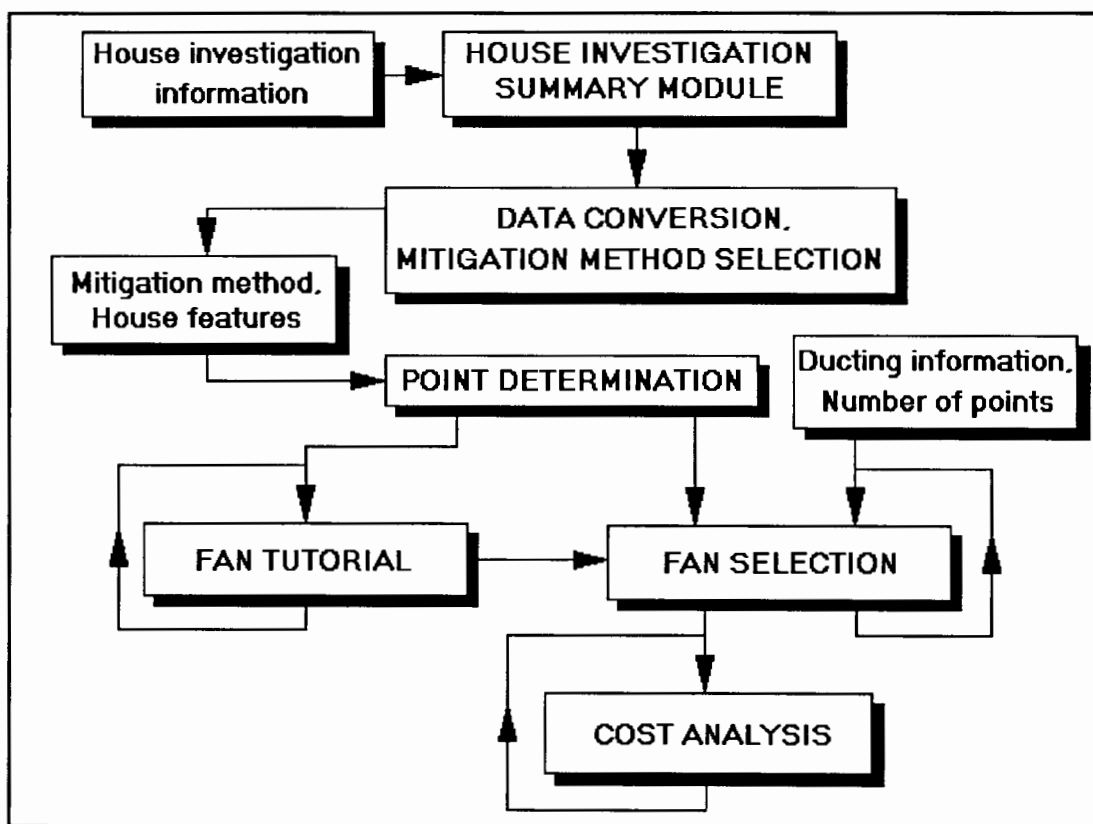 House investigation
information
HOUSE INVESTIGATION
SUMMARY MODULE
DATA CONVERSION,
MITIGATION METHOD SELECTION
Mitigation method,
House features
POINT DETERMINATION
Ducting information,
Number of points
FAN TUTORIAL
FAN SELECTION
COST ANALYSIS